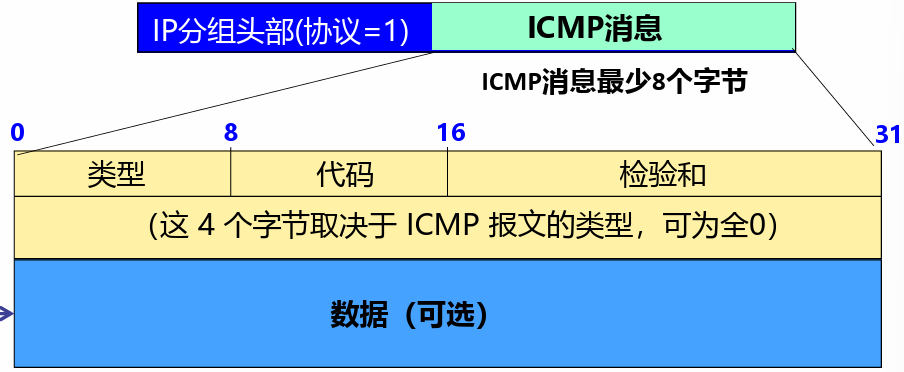 IP分组头部(协议=1) ICMP消息
ICMP消息最少8个字节
0 8 16 31
类型 代码 检验和
(这 4 个字节取决于 ICMP 报文的类型，可为全0)
数据（可选）